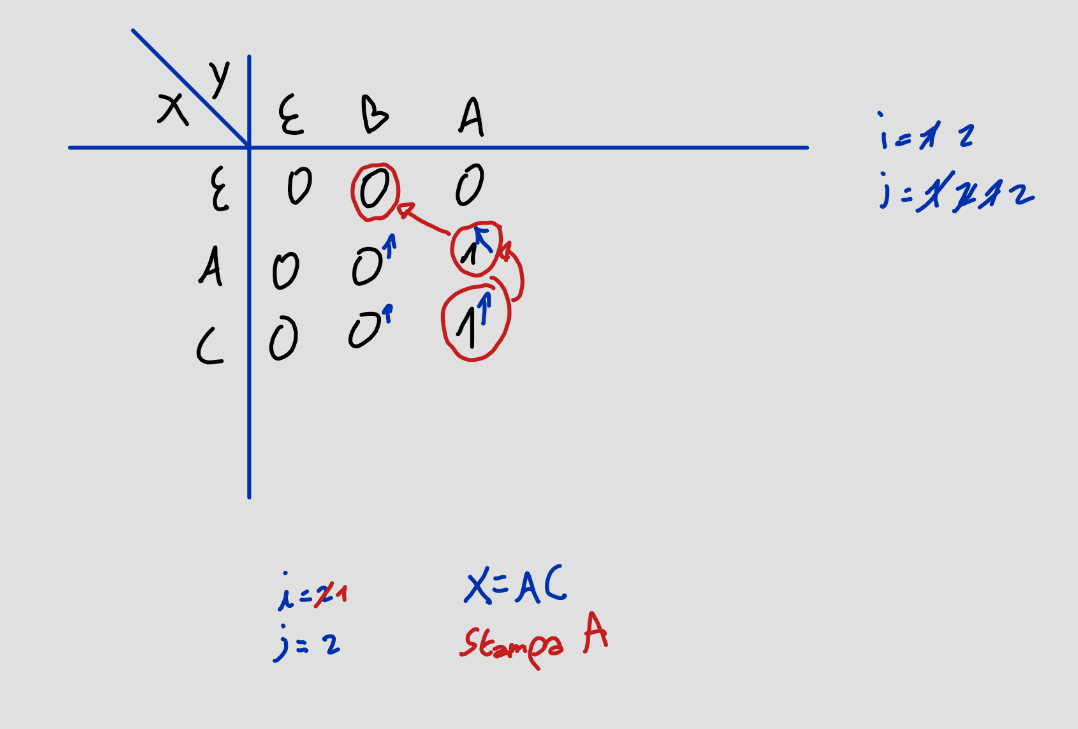 X Y Ɛ B A
Ɛ 0 0 0
A 0 0 1
C 0 0 1
i = 1 2
j = 1 2 1 2
i = 2 1
j = 2
X = AC
Stampa A